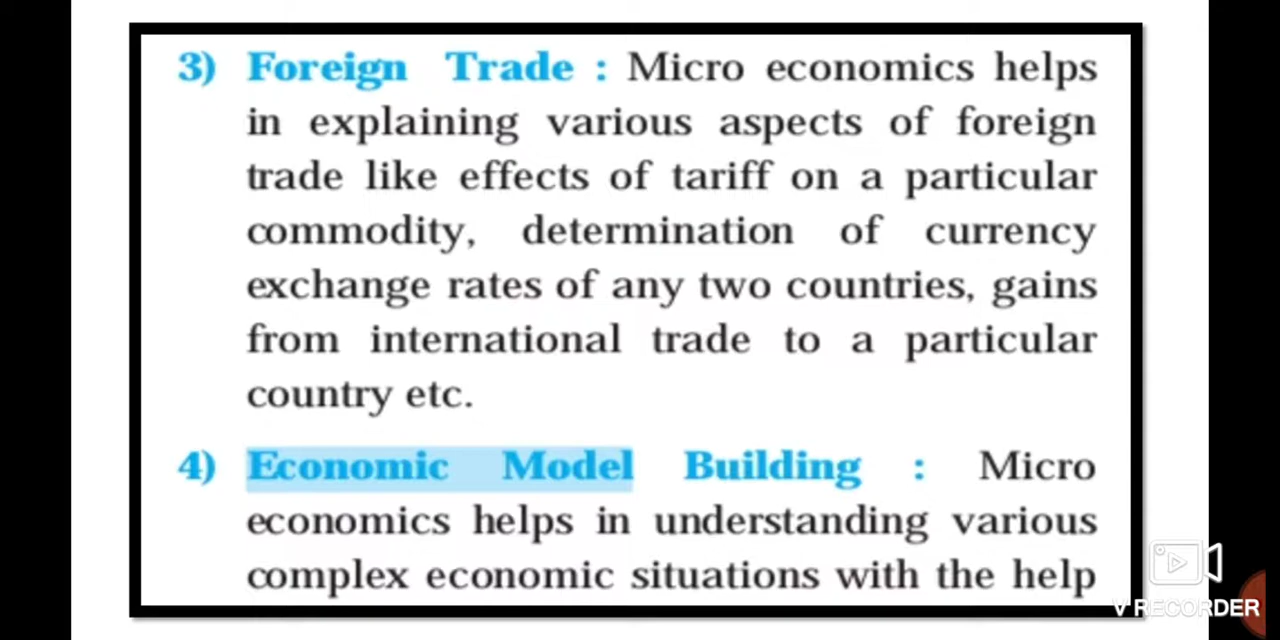 3) Foreign Trade : Micro economics helps
in explaining various aspects of foreign
trade like effects of tariff on a particular
commodity, determination of currency
exchange rates of any two countries, gains
from international trade to a particular
country etc.
4) Economic Model Building : Micro
economics helps in understanding various
complex economic situations with the help
V RECORDER